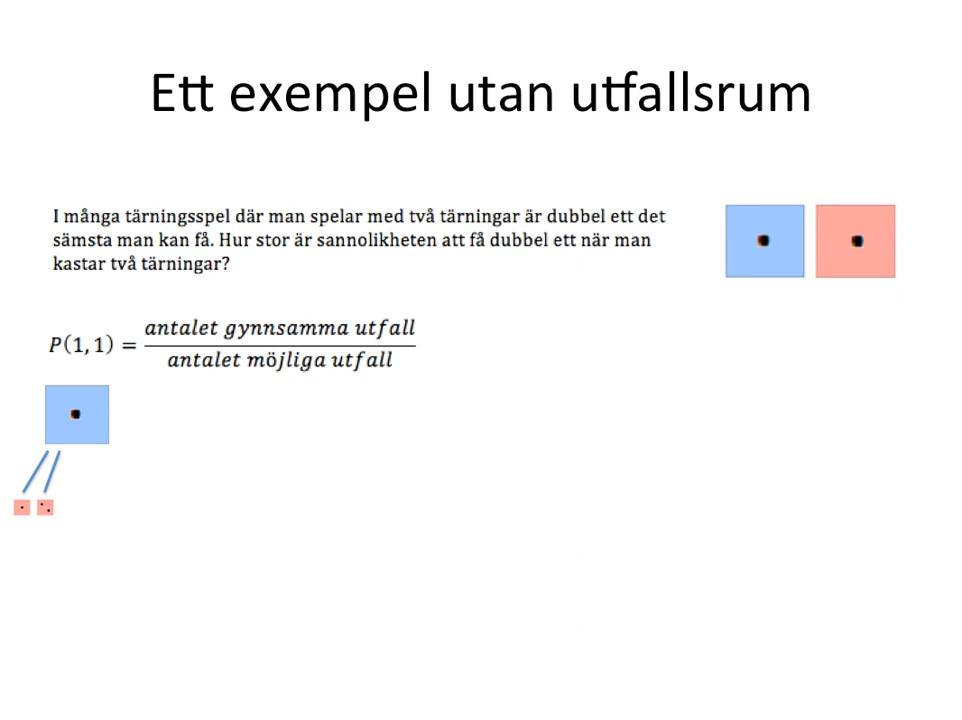 Ett exempel utan utfallsrum
I många tärningsspel där man spelar med två tärningar är dubbel ett det
sämsta man kan få. Hur stor är sannolikheten att få dubbel ett när man
kastar två tärningar?
P(1,1) = antalet gynnsamma utfall
antalet möjliga utfall